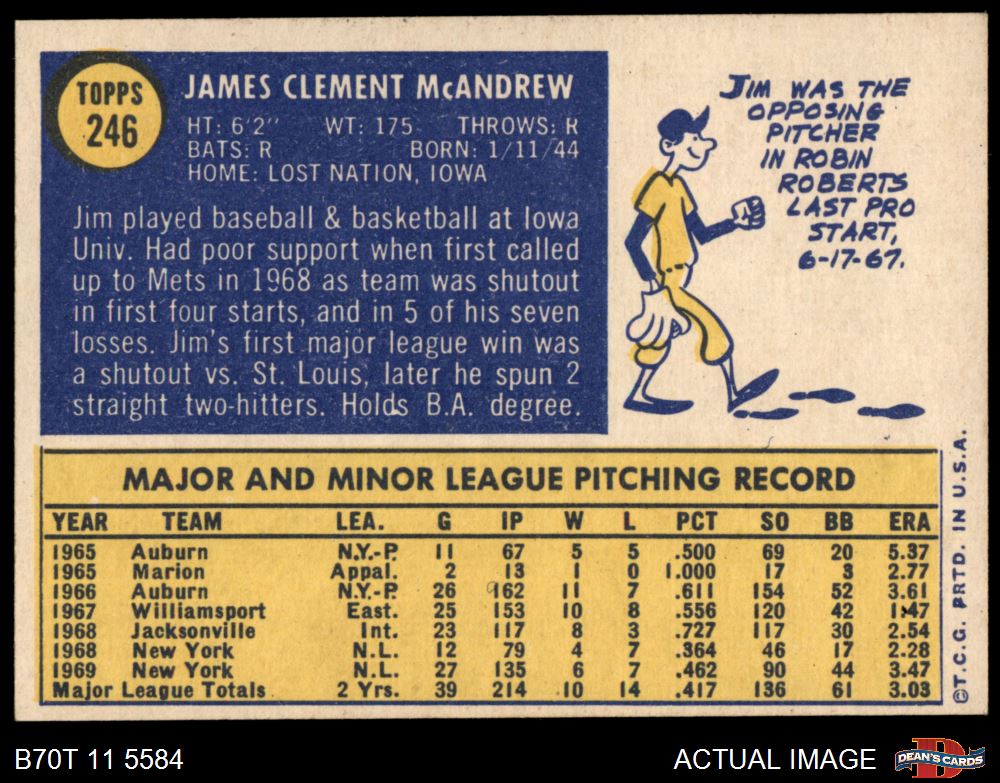 TOPPS
246
JAMES CLEMENT McANDREW
HT: 6'2" WT: 175 THROWS: R
BATS: R BORN: 1/11/44
HOME: LOST NATION, IOWA
Jim played baseball & basketball at Iowa
Univ. Had poor support when first called
up to Mets in 1968 as team was shutout
in first four starts, and in 5 of his seven
losses. Jim's first major league win was
a shutout vs. St. Louis, later he spun 2
straight two-hitters. Holds B.A. degree.
JIM WAS THE
OPPOSING
PITCHER
IN ROBIN
ROBERTS
LAST PRO
START,
6-17-67.
MAJOR AND MINOR LEAGUE PITCHING RECORD
YEAR TEAM LEA. G IP W L PCT SO BB ERA
1965 Auburn N.Y.-P. 11 67 5 5 .500 69 20 5.37
1965 Marion Appal. 2 13 1 0 1.000 17 3 2.77
1966 Auburn N.Y.-P. 26 162 11 7 .611 154 52 3.61
1967 Williamsport East. 25 153 10 8 .556 120 42 1.47
1968 Jacksonville Int. 23 117 8 3 .727 117 30 2.54
1968 New York N.L. 12 79 4 7 .364 46 17 2.28
1969 New York N.L. 27 135 6 7 .462 90 44 3.47
Major League Totals 2 Yrs. 39 214 10 14 .417 136 61 3.03
©T.C.G. PRTD. IN U.S.A.
B70T 11 5584
ACTUAL IMAGE
D
DEAN'S CARDS